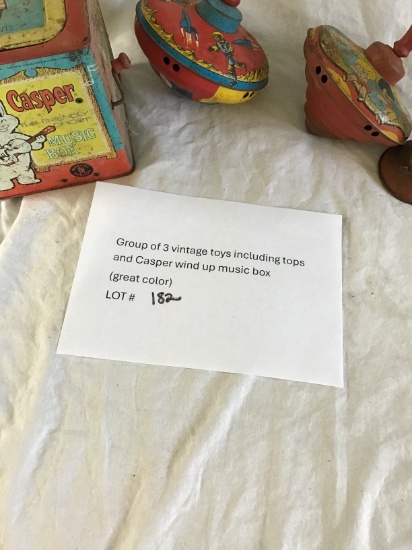 Casper
MUSIC
BOX
Group of 3 vintage toys including tops
and Casper wind up music box
(great color)
LOT # 182